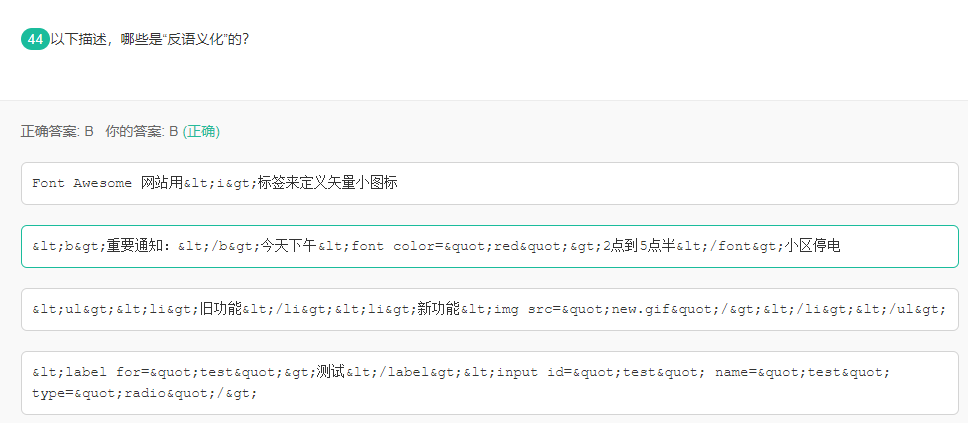 44以下描述，哪些是“反语义化”的？
正确答案: B 你的答案: B (正确)
Font Awesome 网站用&lt;i&gt;标签来定义矢量小图标
&lt;b&gt;重要通知：&lt;/b&gt;今天下午&lt;font color=&quot;red&quot;&gt;2点到5点半&lt;/font&gt;小区停电
&lt;ul&gt;&lt;li&gt;旧功能&lt;/li&gt;&lt;li&gt;新功能&lt;img src=&quot;new.gif&quot;/&gt;&lt;/li&gt;&lt;/ul&gt;
&lt;label for=&quot;test&quot;&gt;测试&lt;/label&gt;&lt;input id=&quot;test&quot; name=&quot;test&quot;
type=&quot;radio&quot;/&gt;